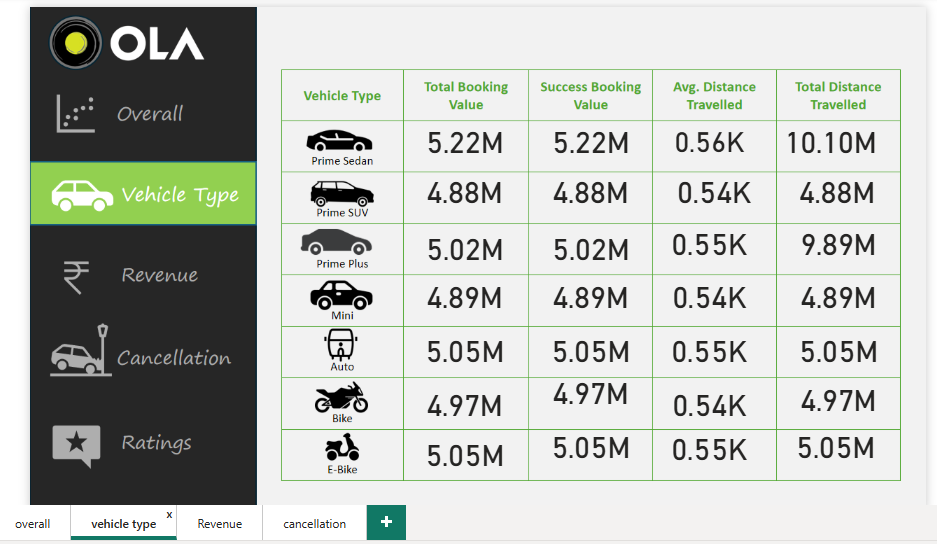 OLA
Overall
Vehicle Type
Revenue
Cancellation
Ratings
Vehicle Type Total Booking Value Success Booking Value Avg. Distance Travelled Total Distance Travelled
Prime Sedan 5.22M 5.22M 0.56K 10.10M
Prime SUV 4.88M 4.88M 0.54K 4.88M
Prime Plus 5.02M 5.02M 0.55K 9.89M
Mini 4.89M 4.89M 0.54K 4.89M
Auto 5.05M 5.05M 0.55K 5.05M
Bike 4.97M 4.97M 0.54K 4.97M
E-Bike 5.05M 5.05M 0.55K 5.05M
overall vehicle type x Revenue cancellation +